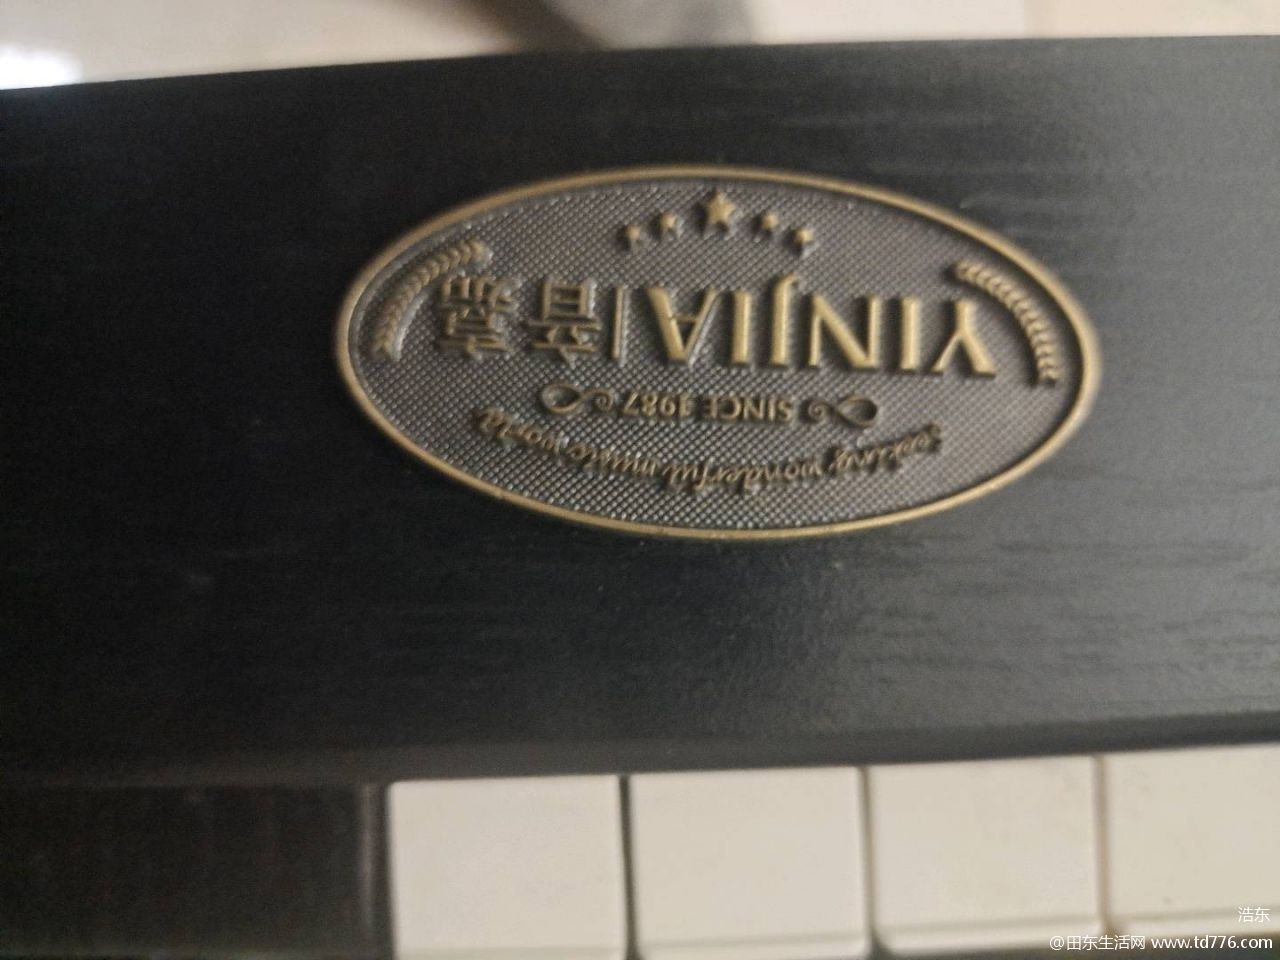 YINJIA|音嘉
SINCE 1987
Seeking wonderful music world
浩东
@田东生活网 www.td776.com